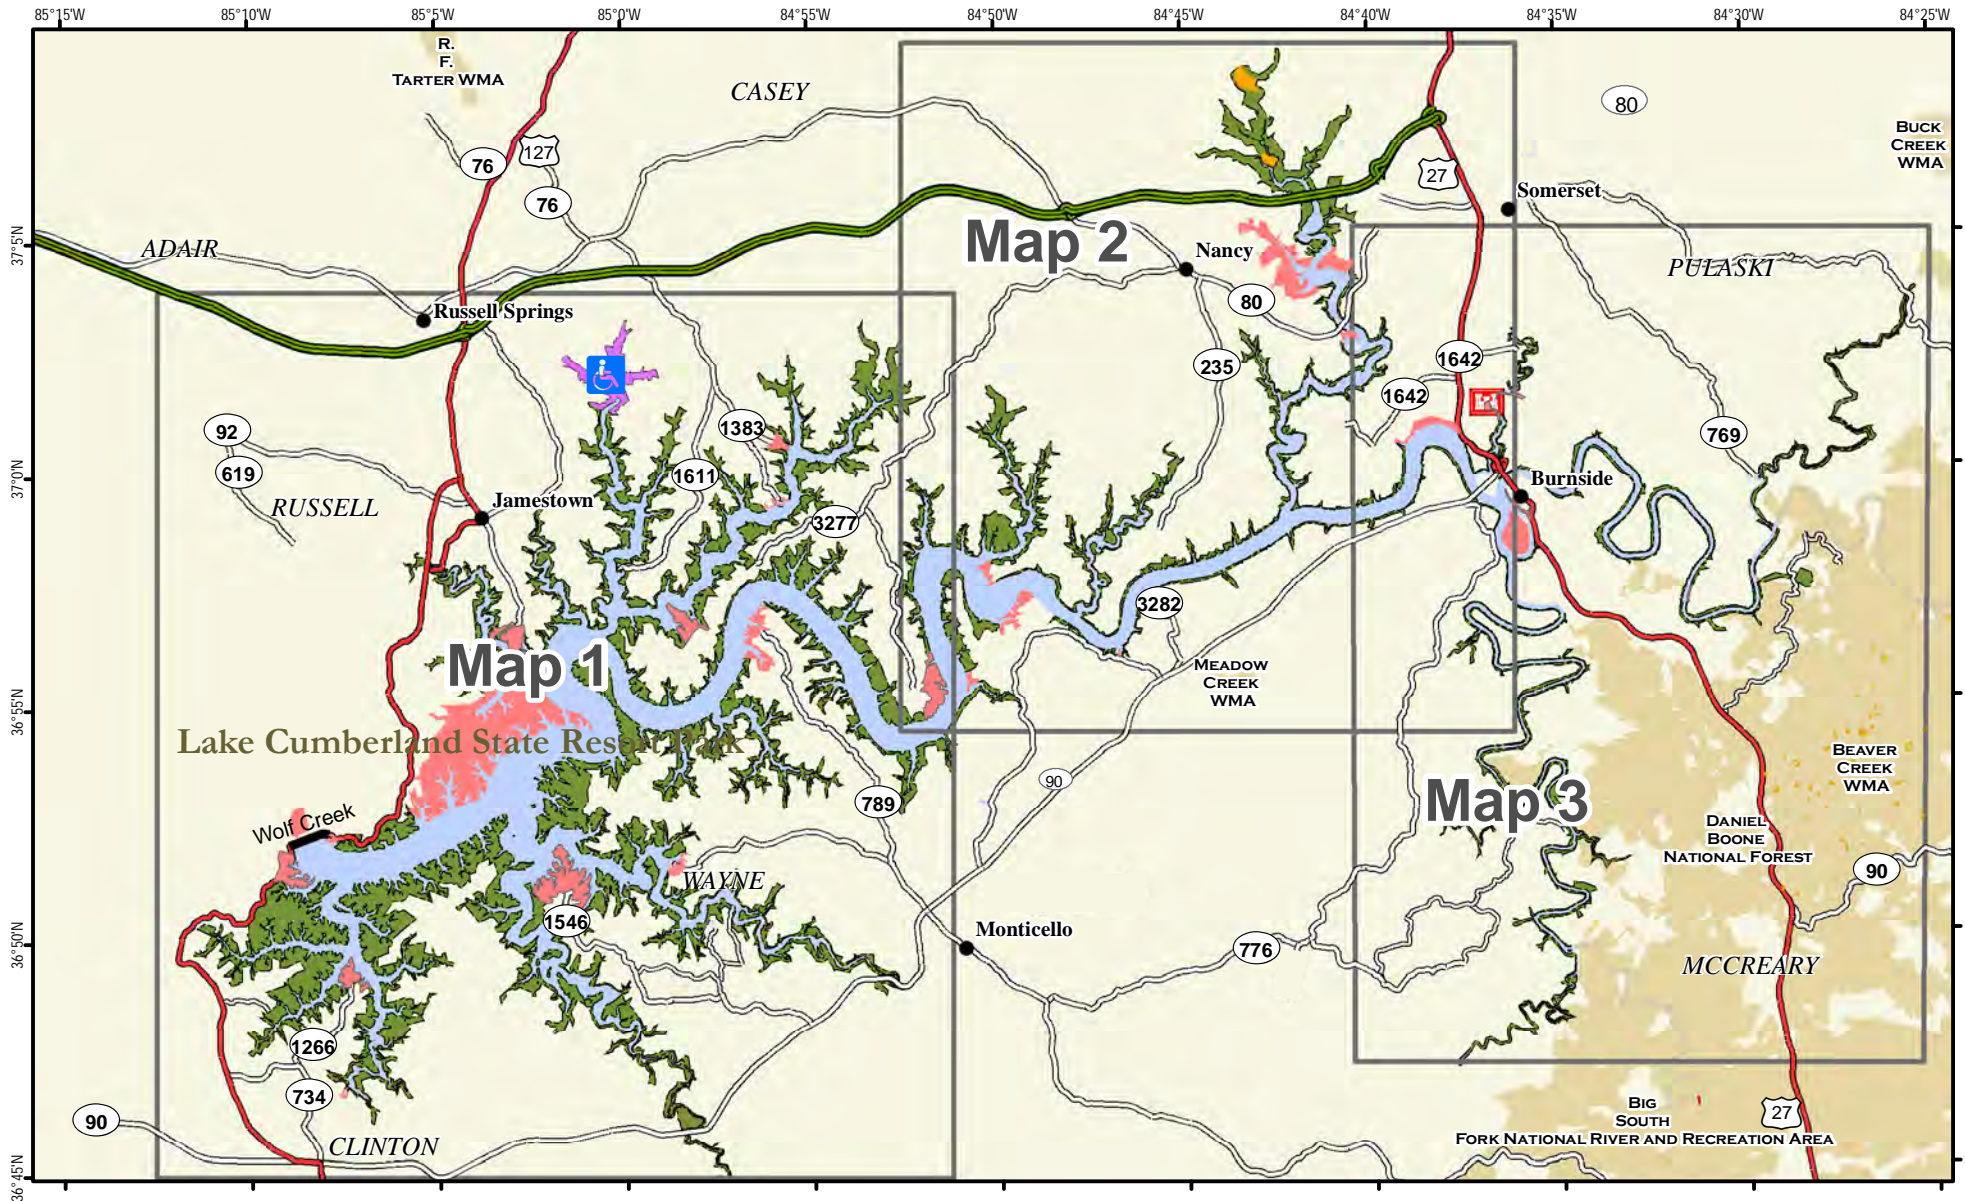 85°15'W 85°10'W 85°5'W 85°0'W 84°55'W 84°50'W 84°45'W 84°40'W 84°35'W 84°30'W 84°25'W
R.
F.
TARTER WMA
CASEY
80
BUCK
CREEK
WMA
76
127
27
76
Somerset
37°5'N
ADAIR
Map 2
Nancy
PULASKI
80
Russell Springs
1642
235
1642
92
1383
769
619
1611
37°0'N
RUSSELL
Jamestown
Burnside
3277
3282
Map 1
MEADOW
CREEK
WMA
36°55'N
Lake Cumberland State Resort Park
BEAVER
CREEK
WMA
90
789
Map 3
Wolf Creek
DANIEL
BOONE
NATIONAL FOREST
90
WAYNE
1546
Monticello
776
36°50'N
MCCREARY
1266
734
90
BIG
SOUTH
FORK NATIONAL RIVER AND RECREATION AREA
27
CLINTON
36°45'N